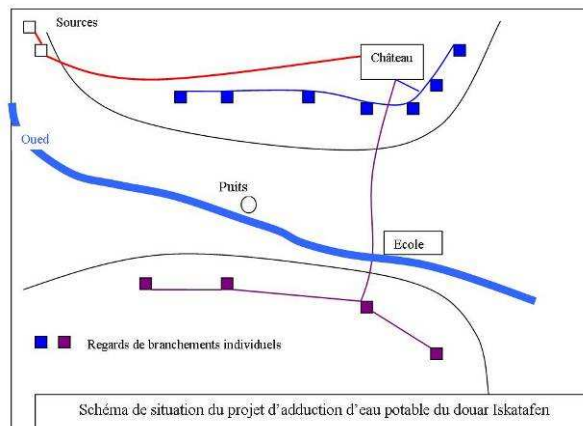 Sources
Château
Oued
Puits
Ecole
Regards de branchements individuels
Schéma de situation du projet d'adduction d'eau potable du douar Iskatafen